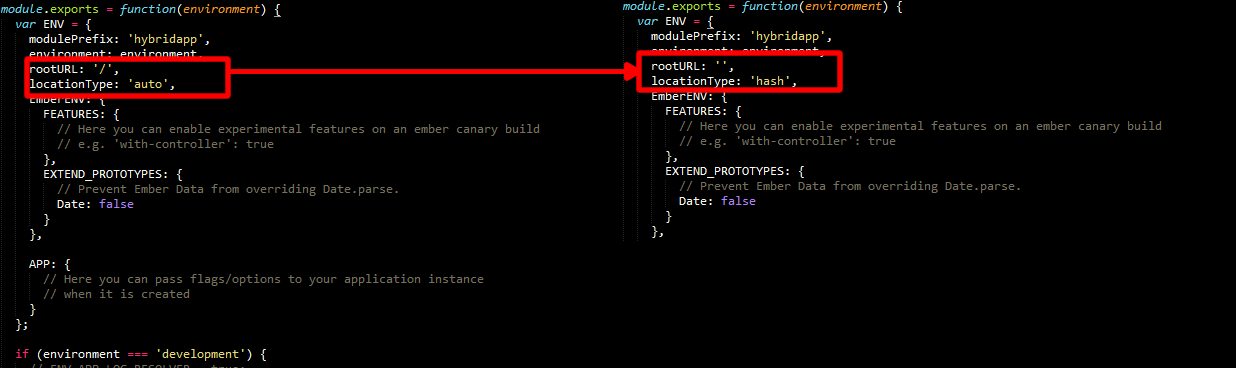 module.exports = function(environment) {
  var ENV = {
    modulePrefix: 'hybridapp',
    environment: environment,
    rootURL: '/',
    locationType: 'auto',
    EmberENV: {
      FEATURES: {
        // Here you can enable experimental features on an ember canary build
        // e.g. 'with-controller': true
      },
      EXTEND_PROTOTYPES: {
        // Prevent Ember Data from overriding Date.parse.
        Date: false
      }
    },
    APP: {
      // Here you can pass flags/options to your application instance
      // when it is created
    }
  };
  if (environment === 'development') {
    // ENV.APP.LOG_RESOLVER = true;
module.exports = function(environment) {
  var ENV = {
    modulePrefix: 'hybridapp',
    environment: environment,
    rootURL: '',
    locationType: 'hash',
    EmberENV: {
      FEATURES: {
        // Here you can enable experimental features on an ember canary build
        // e.g. 'with-controller': true
      },
      EXTEND_PROTOTYPES: {
        // Prevent Ember Data from overriding Date.parse.
        Date: false
      }
    },